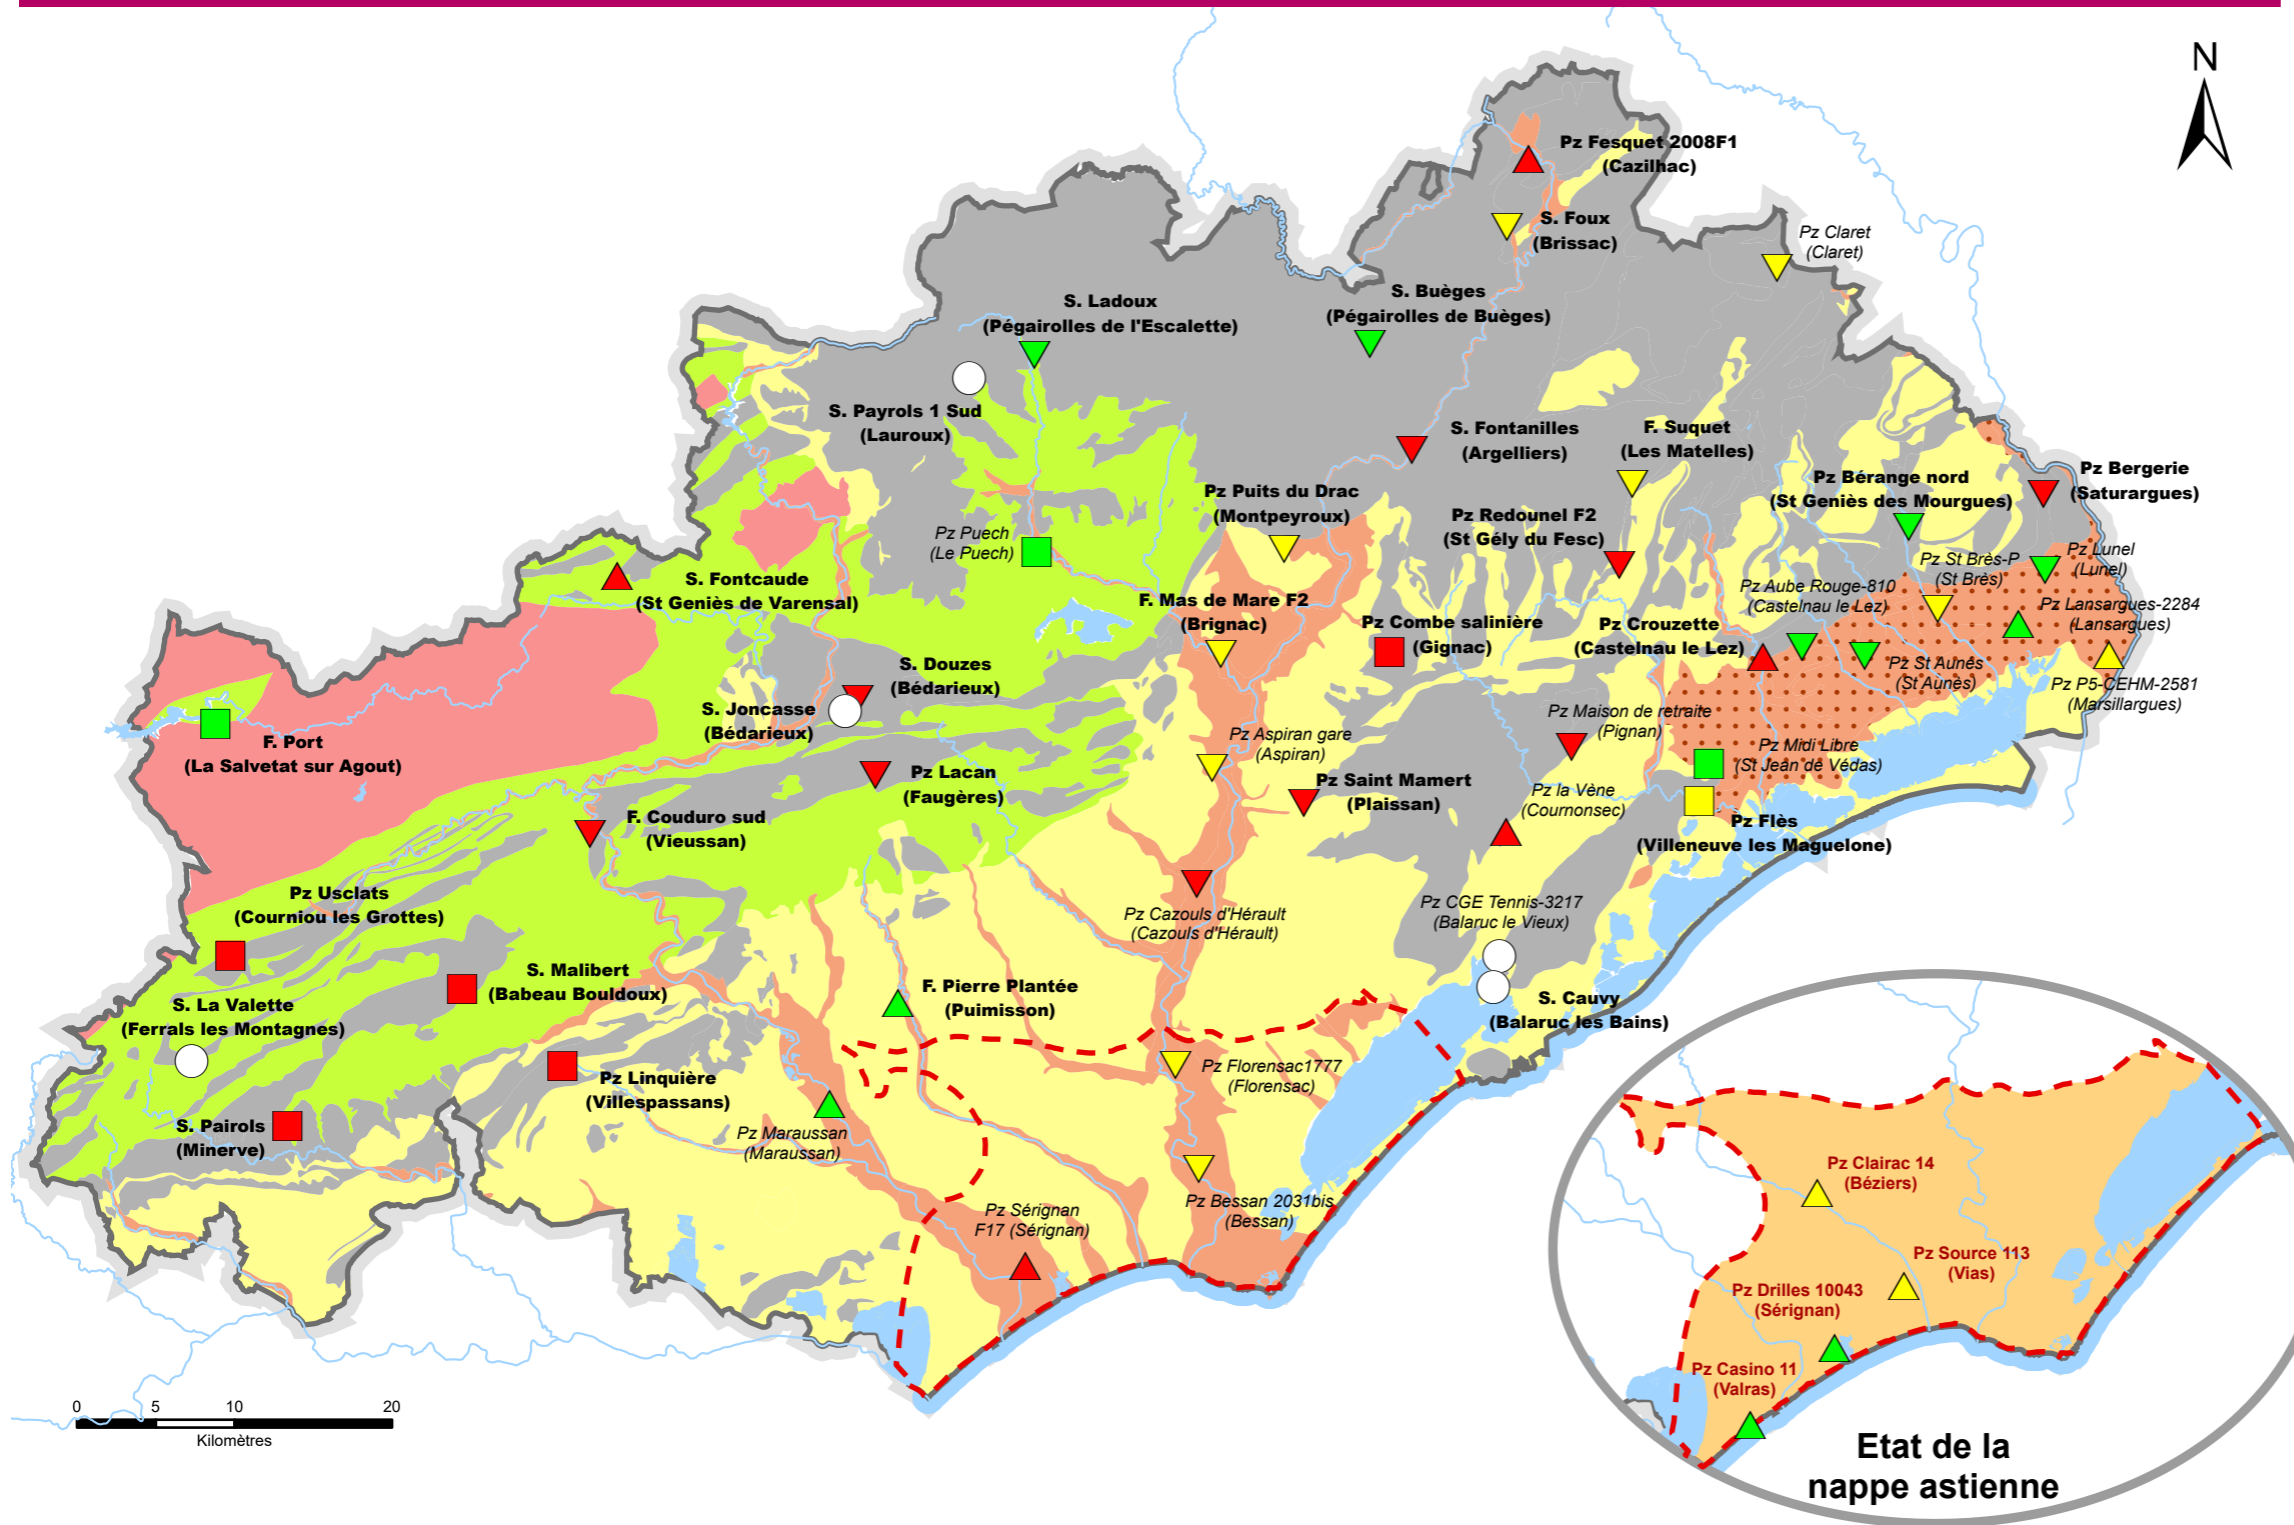 N
Pz Fesquet 2008F1
(Cazilhac)
S. Foux
(Brissac)
Pz Claret
(Claret)
S. Ladoux
(Pégairolles de l'Escalette)
S. Buèges
(Pégairolles de Buèges)
S. Payrols 1 Sud
(Lauroux)
S. Fontanilles
(Argelliers)
F. Suquet
(Les Matelles)
Pz Bérange nord
(St Geniès des Mourgues)
Pz Bergerie
(Saturargues)
Pz Puits du Drac
(Montpeyroux)
Pz Redounel F2
(St Gély du Fesc)
Pz Puech
(Le Puech)
Pz St Brès-P
(St Brès)
Pz Lunel
(Lunel)
S. Fontcaude
(St Geniès de Varensal)
Pz Aube Rouge-810
(Castelnau le Lez)
F. Mas de Mare F2
(Brignac)
Pz Combe salinière
(Gignac)
Pz Crouzette
(Castelnau le Lez)
Pz Lansargues-2284
(Lansargues)
S. Douzes
(Bédarieux)
Pz St Aunès
(St Aunès)
Pz P5-CEHM-2581
(Marsillargues)
S. Joncasse
(Bédarieux)
Pz Maison de retraite
(Pignan)
F. Port
(La Salvetat sur Agout)
Pz Aspiran gare
(Aspiran)
Pz Midi Libre
(St Jean de Védas)
Pz Lacan
(Faugères)
Pz Saint Mamert
(Plaissan)
Pz la Vène
(Cournonsec)
F. Couduro sud
(Vieussan)
Pz Flès
(Villeneuve les Maguelone)
Pz Usclats
(Courniou les Grottes)
Pz Cazouls d'Hérault
(Cazouls d'Hérault)
Pz CGE Tennis-3217
(Balaruc le Vieux)
S. Malibert
(Babeau Bouldoux)
F. Pierre Plantée
(Puimisson)
S. La Valette
(Ferrals les Montagnes)
S. Cauvy
(Balaruc les Bains)
Pz Linquière
(Villespassans)
Pz Florensac1777
(Florensac)
S. Pairols
(Minerve)
Pz Maraussan
(Maraussan)
Pz Sérignan
F17 (Sérignan)
Pz Bessan 2031bis
(Bessan)
Pz Clairac 14
(Béziers)
Pz Source 113
(Vias)
Pz Drilles 10043
(Sérignan)
Pz Casino 11
(Valras)
0 5 10 20
Kilomètres
Etat de la
nappe astienne